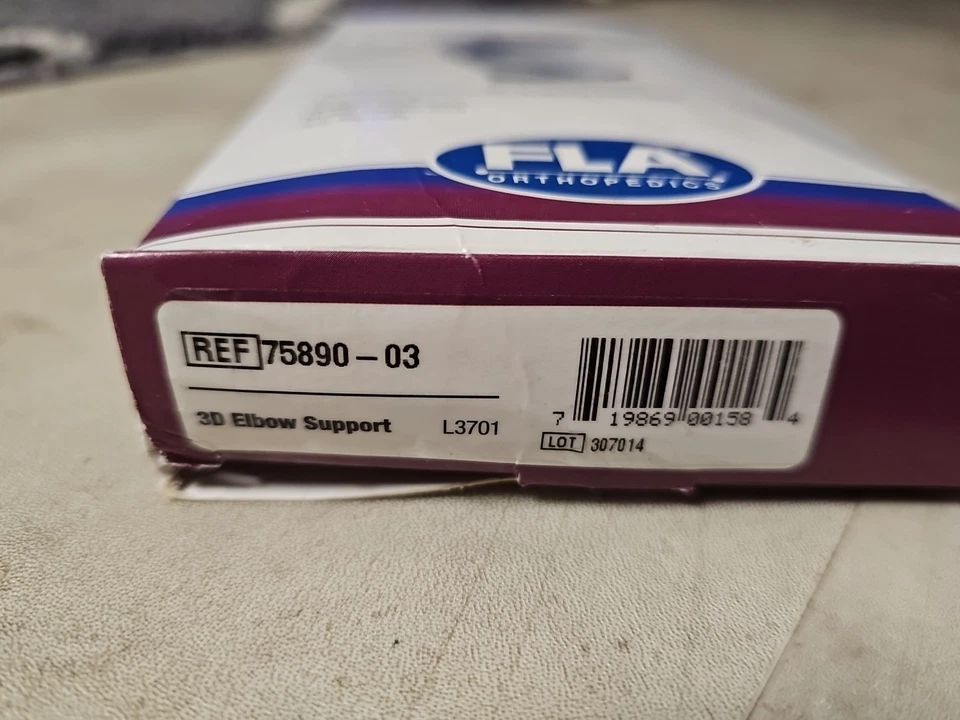 FLA
ORTHOPEDICS
REF 75890 – 03
3D Elbow Support L3701
7 19869 00158 4
LOT 307014